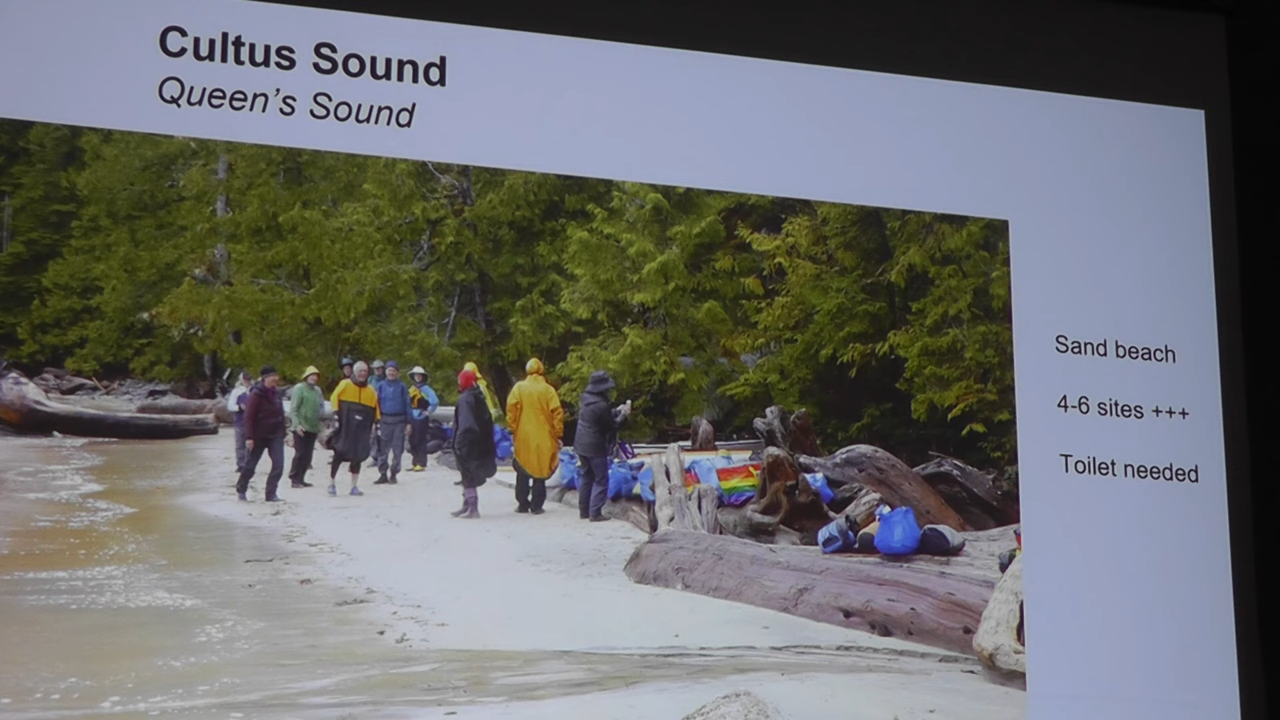 Cultus Sound
Queen's Sound
Sand beach
4-6 sites +++
Toilet needed